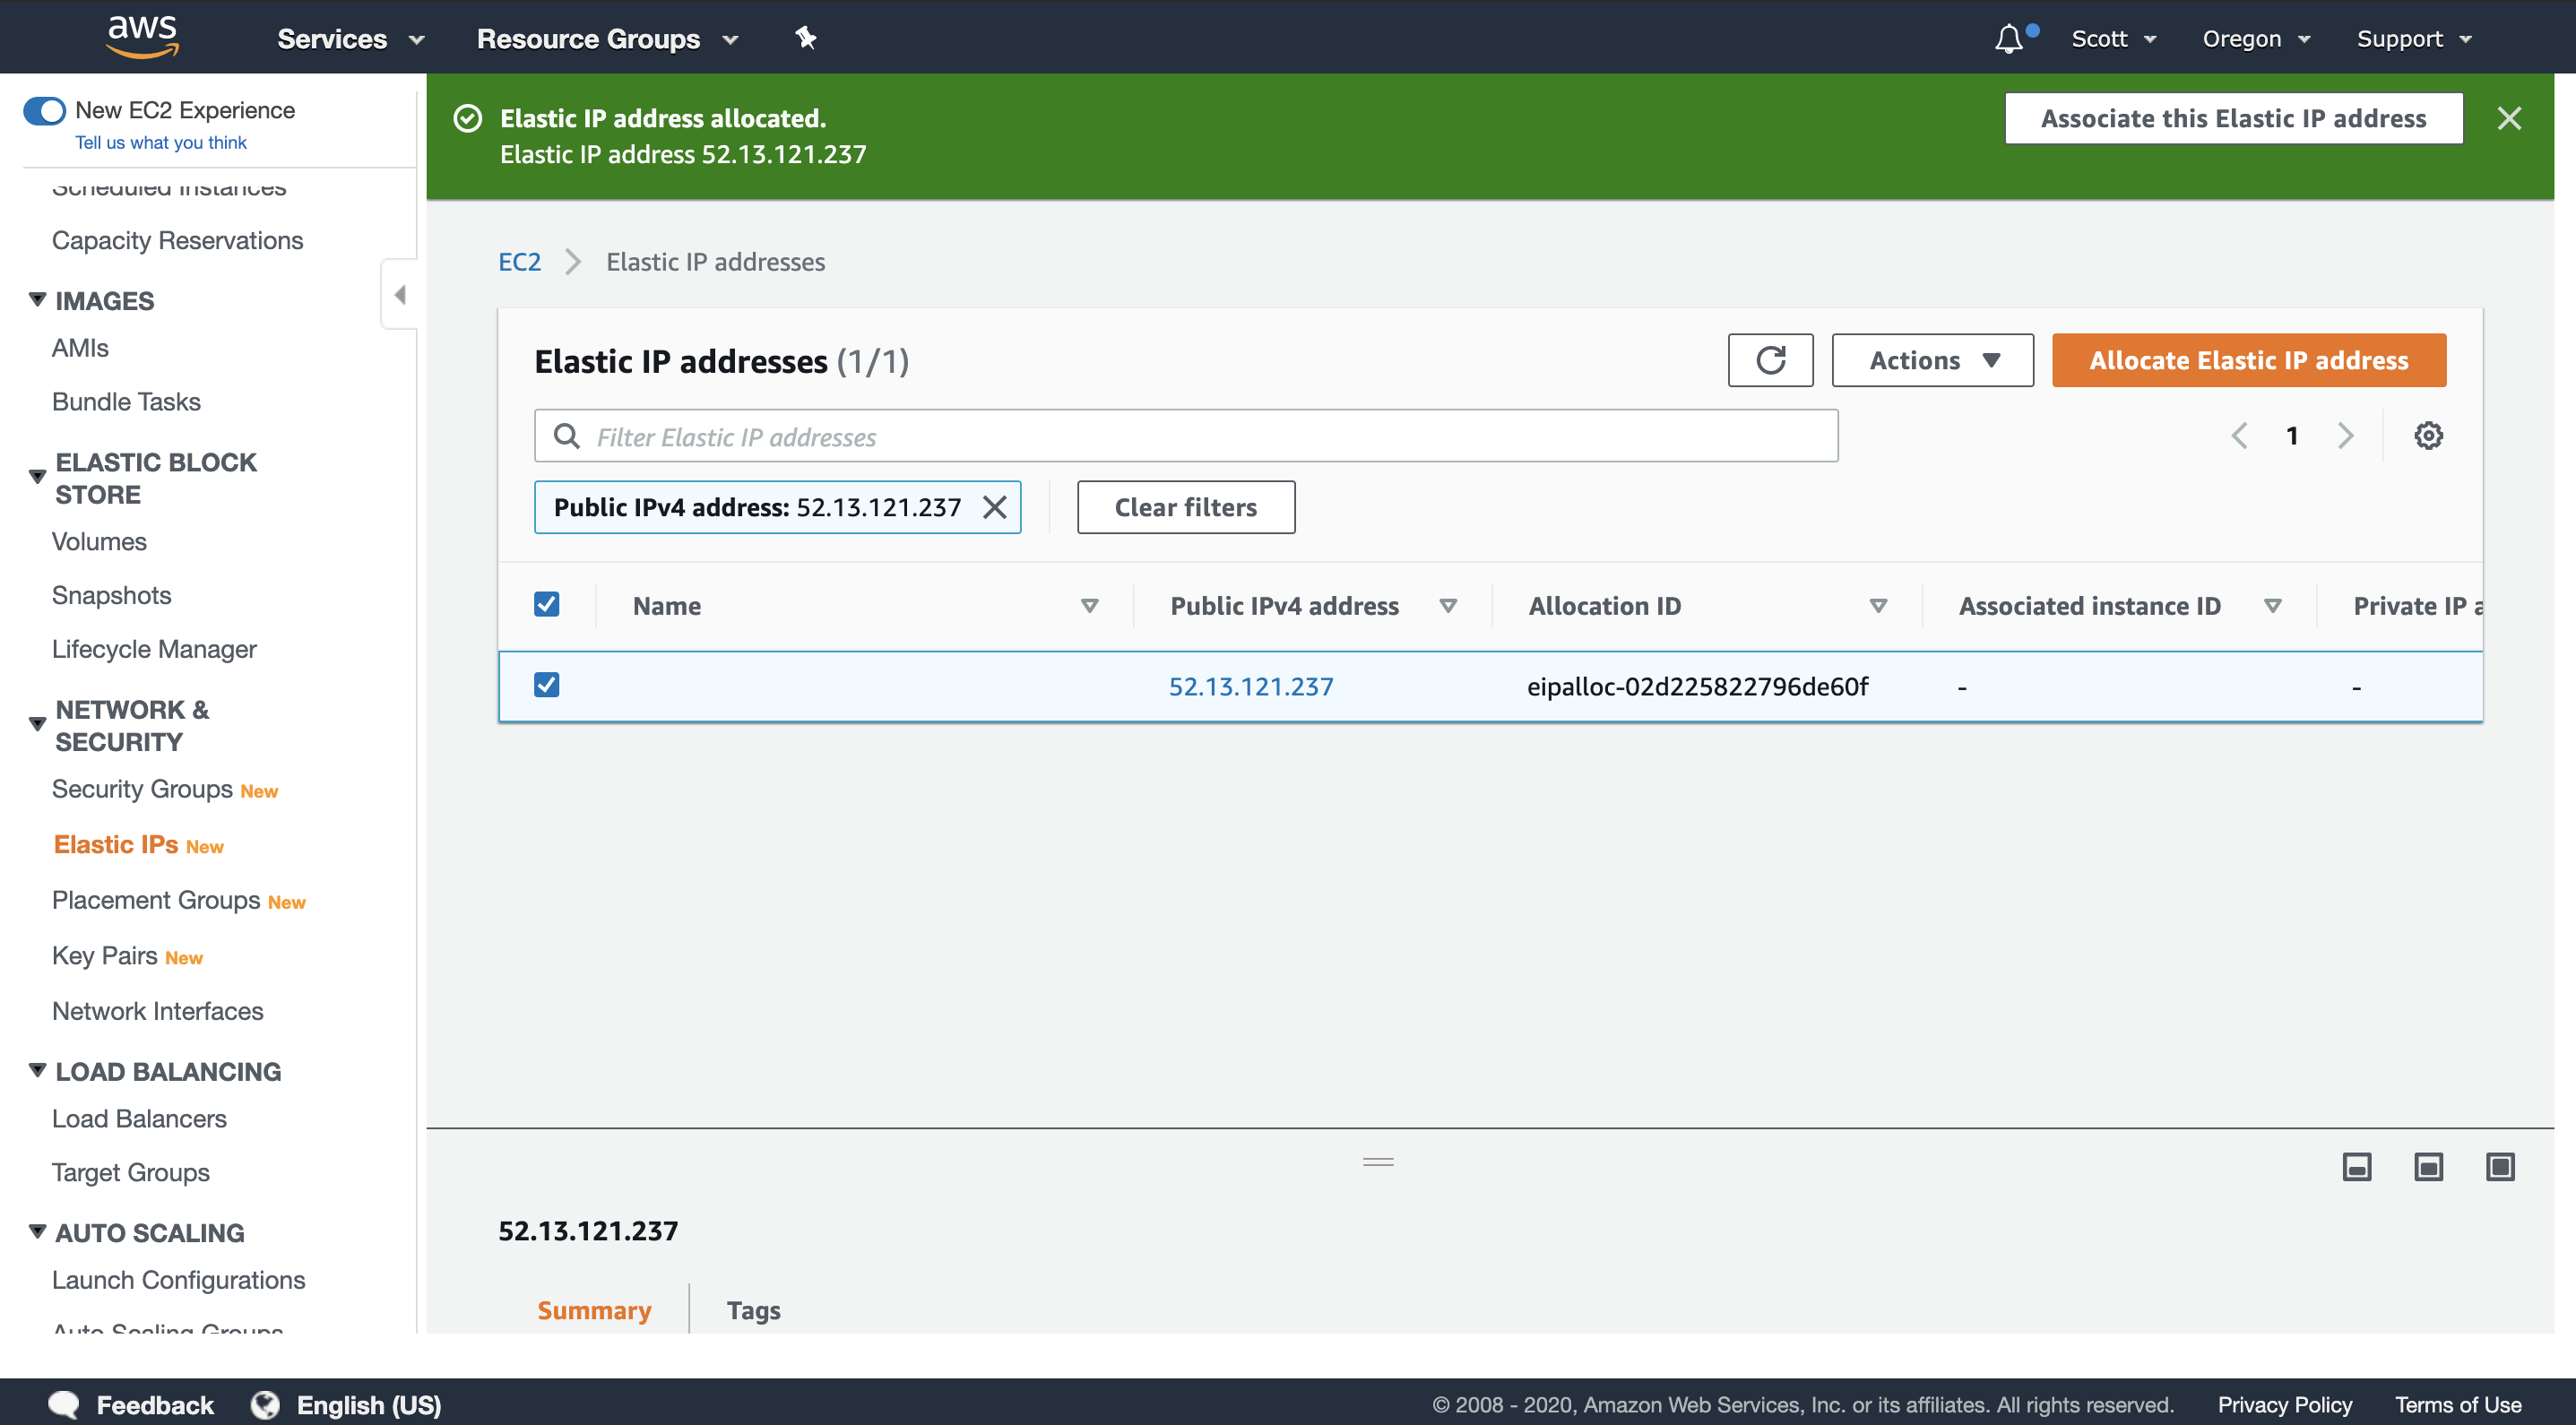 aws
Services
Resource Groups
Scott
Oregon
Support
New EC2 Experience
Tell us what you think
Scheduled Instances
Capacity Reservations
IMAGES
AMIs
Bundle Tasks
ELASTIC BLOCK
STORE
Volumes
Snapshots
Lifecycle Manager
NETWORK &
SECURITY
Security Groups New
Elastic IPs New
Placement Groups New
Key Pairs New
Network Interfaces
LOAD BALANCING
Load Balancers
Target Groups
AUTO SCALING
Launch Configurations
Auto Scaling Groups
Elastic IP address allocated.
Elastic IP address 52.13.121.237
Associate this Elastic IP address
EC2
Elastic IP addresses
Elastic IP addresses (1/1)
Actions
Allocate Elastic IP address
Filter Elastic IP addresses
1
Public IPv4 address: 52.13.121.237
Clear filters
Name
Public IPv4 address
Allocation ID
Associated instance ID
Private IP a
52.13.121.237
eipalloc-02d225822796de60f
-
-
52.13.121.237
Summary
Tags
Feedback
English (US)
© 2008 - 2020, Amazon Web Services, Inc. or its affiliates. All rights reserved.
Privacy Policy
Terms of Use